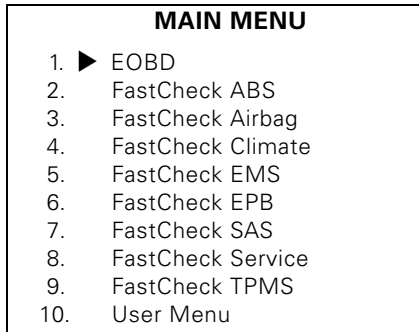 MAIN MENU
1. ▶ EOBD
2. FastCheck ABS
3. FastCheck Airbag
4. FastCheck Climate
5. FastCheck EMS
6. FastCheck EPB
7. FastCheck SAS
8. FastCheck Service
9. FastCheck TPMS
10. User Menu